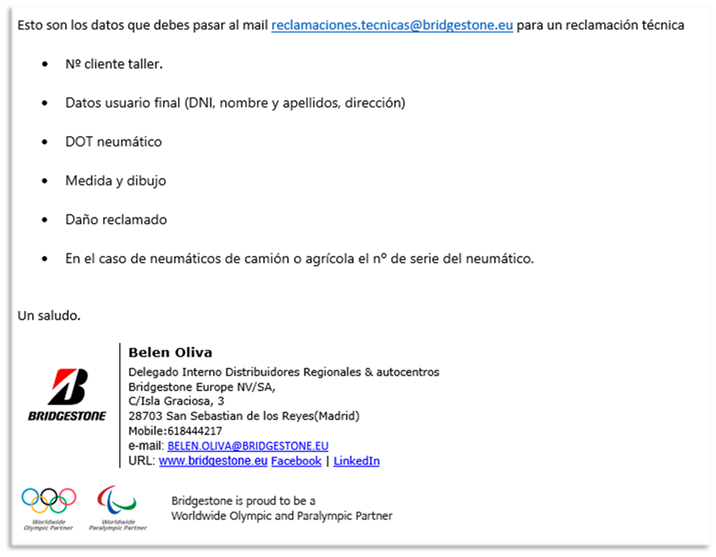 Esto son los datos que debes pasar al mail reclamaciones.tecnicas@bridgestone.eu para un reclamación técnica
• Nº cliente taller.
• Datos usuario final (DNI, nombre y apellidos, dirección)
• DOT neumático
• Medida y dibujo
• Daño reclamado
• En el caso de neumáticos de camión o agrícola el nº de serie del neumático.
Un saludo.
Belen Oliva
Delegado Interno Distribuidores Regionales & autocentros
Bridgestone Europe NV/SA,
C/Isla Graciosa, 3
28703 San Sebastian de los Reyes(Madrid)
Mobile:618444217
e-mail: BELEN.OLIVA@BRIDGESTONE.EU
URL: www.bridgestone.eu Facebook | LinkedIn
BRIDGESTONE
Worldwide
Olympic Partner
Worldwide
Paralympic Partner
Bridgestone is proud to be a
Worldwide Olympic and Paralympic Partner